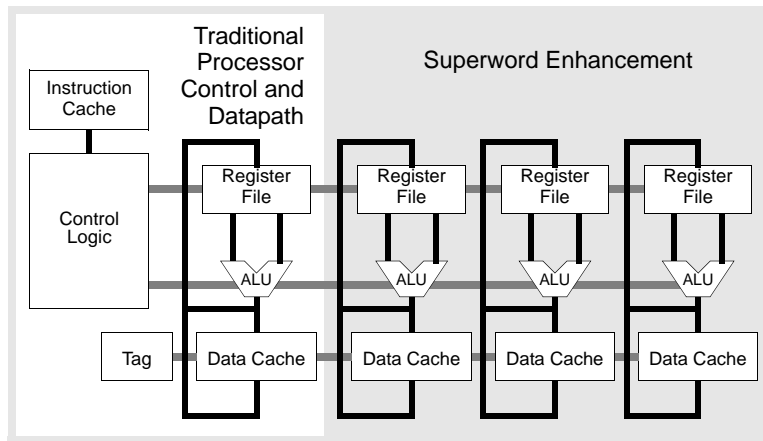 Traditional
Processor
Control and
Datapath
Superword Enhancement
Instruction
Cache
Control
Logic
Register
File
Register
File
Register
File
Register
File
ALU
ALU
ALU
ALU
Tag
Data Cache
Data Cache
Data Cache
Data Cache